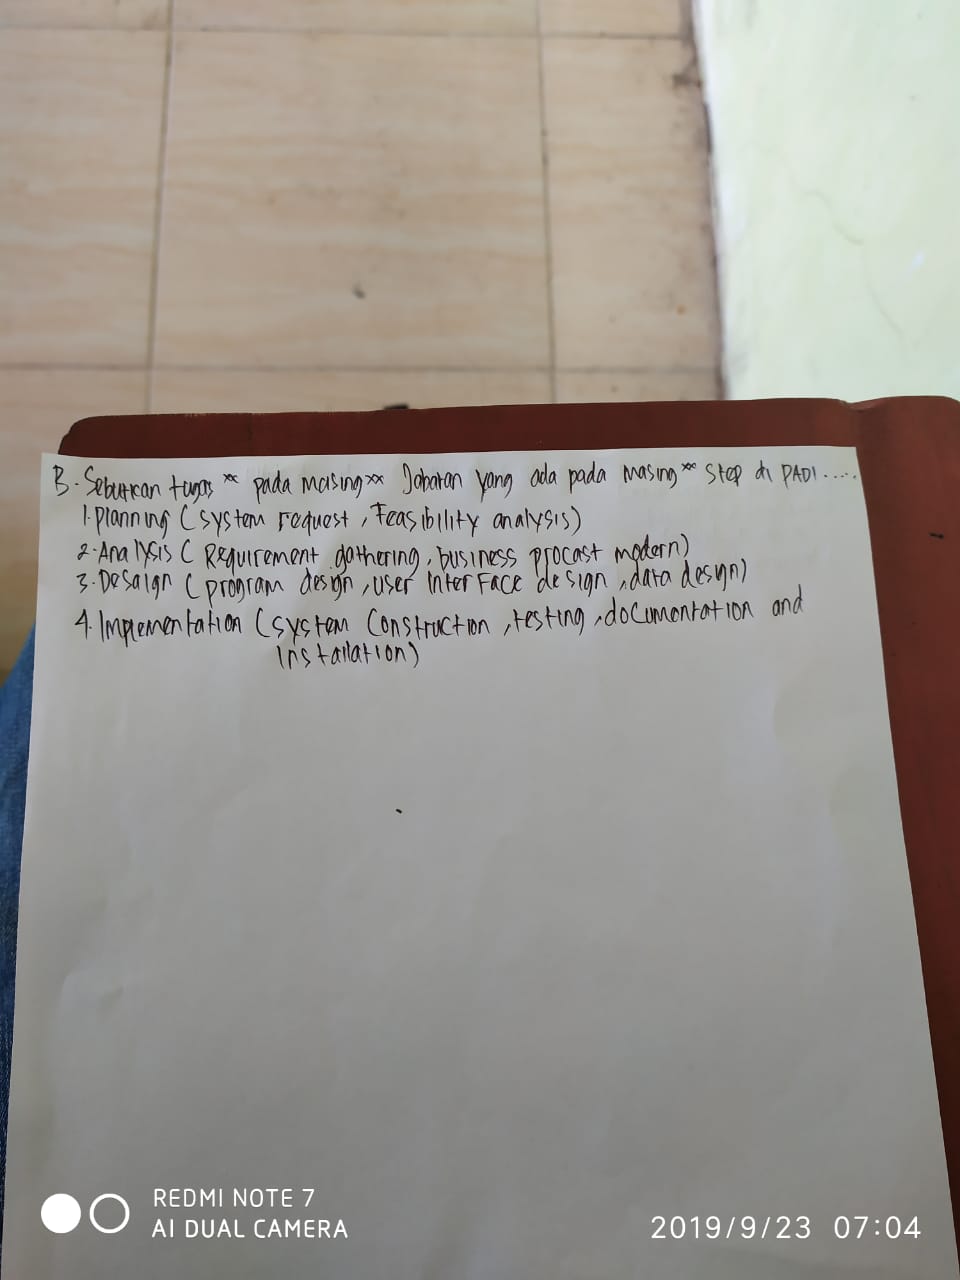 B. Sebutkan tugas ** pada masing ** Jabatan yang ada pada masing ** step di PADI.....
1. planning (system request, Feasibility analysis)
2. Analysis (Requirement gathering, business procast modern)
3. Desaign (program design, user interface design, data design)
4. Implementation (system construction, testing, documentation and
installation)
REDMI NOTE 7
AI DUAL CAMERA
2019/9/23 07:04